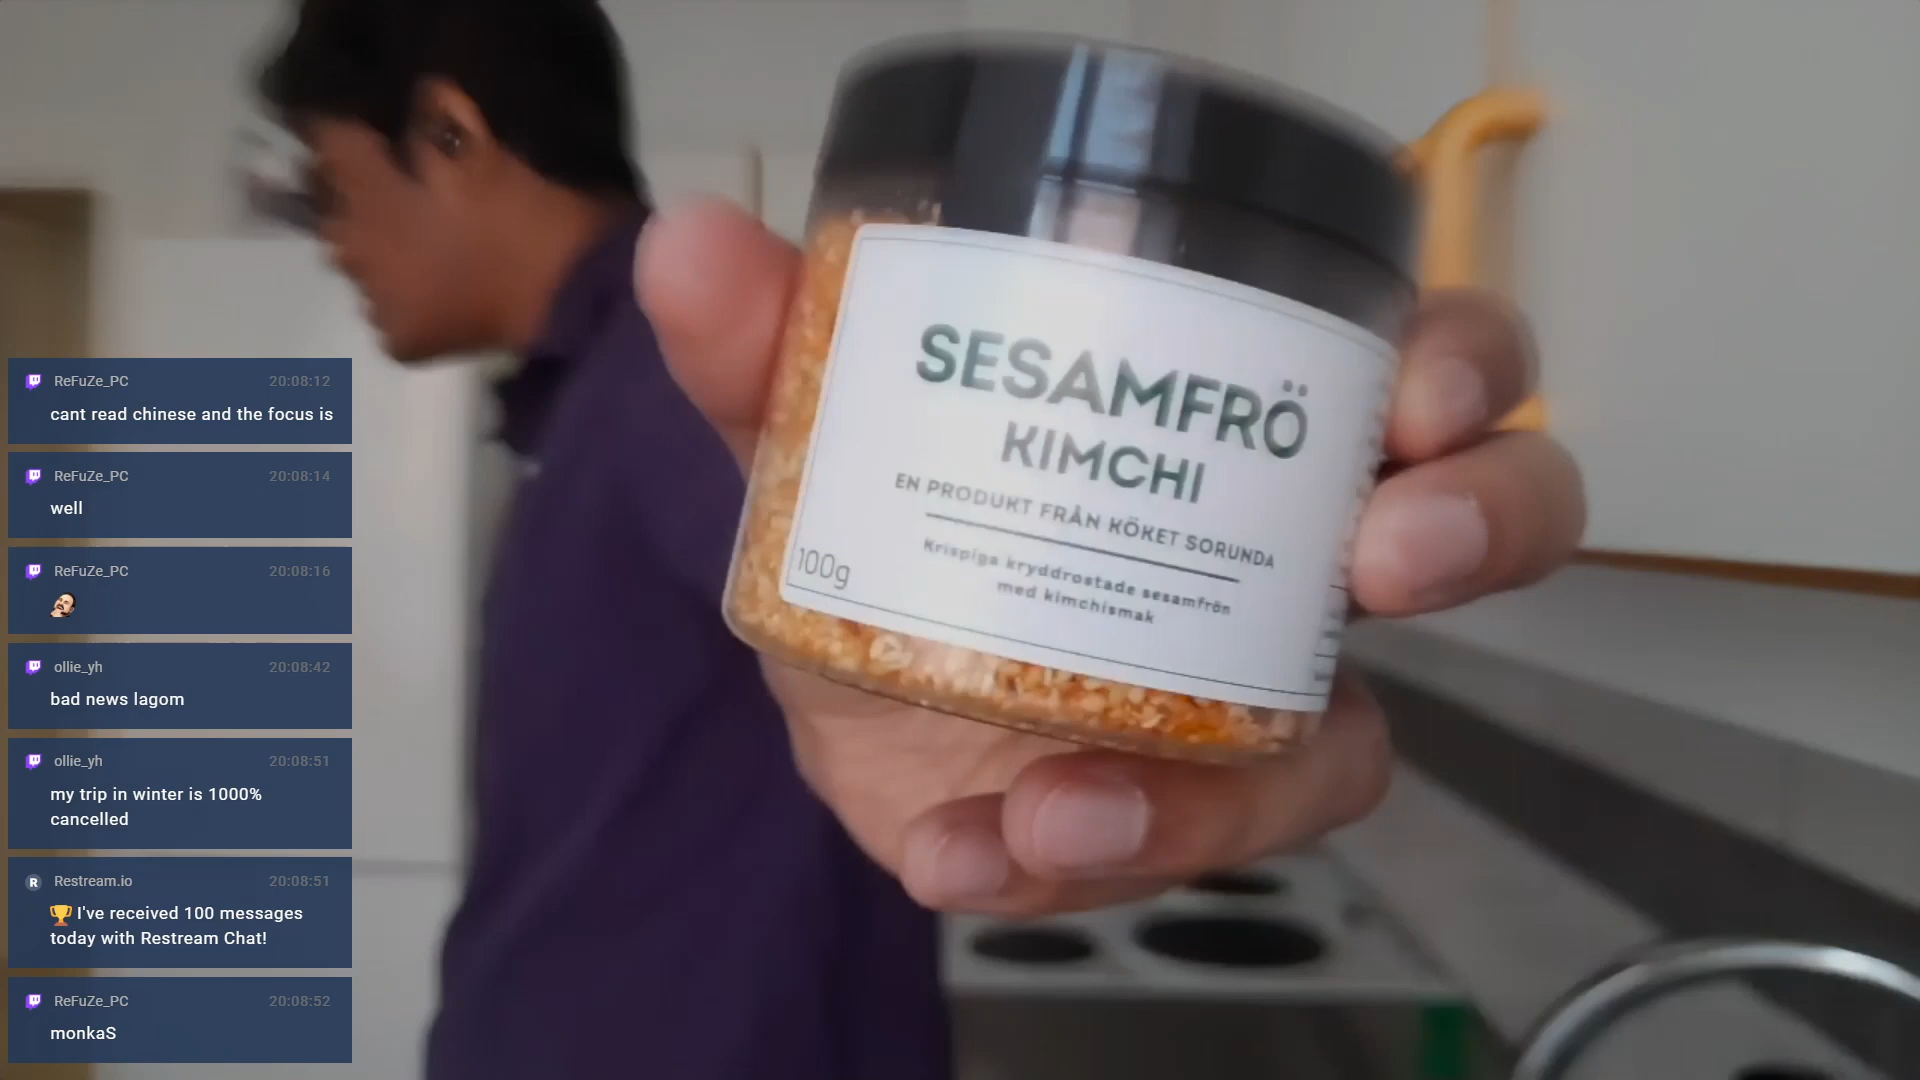 ReFuZe_PC 20:08:12
cant read chinese and the focus is
ReFuZe_PC 20:08:14
well
ReFuZe_PC 20:08:16
ollie_yh 20:08:42
bad news lagom
ollie_yh 20:08:51
my trip in winter is 1000%
cancelled
R Restream.io 20:08:51
🏆 I've received 100 messages
today with Restream Chat!
ReFuZe_PC 20:08:52
monkaS
SESAMFRÖ
KIMCHI
EN PRODUKT FRÅN KÖKET SORUNDA
Krispiga kryddrostade sesamfrön
med kimchismak
100g